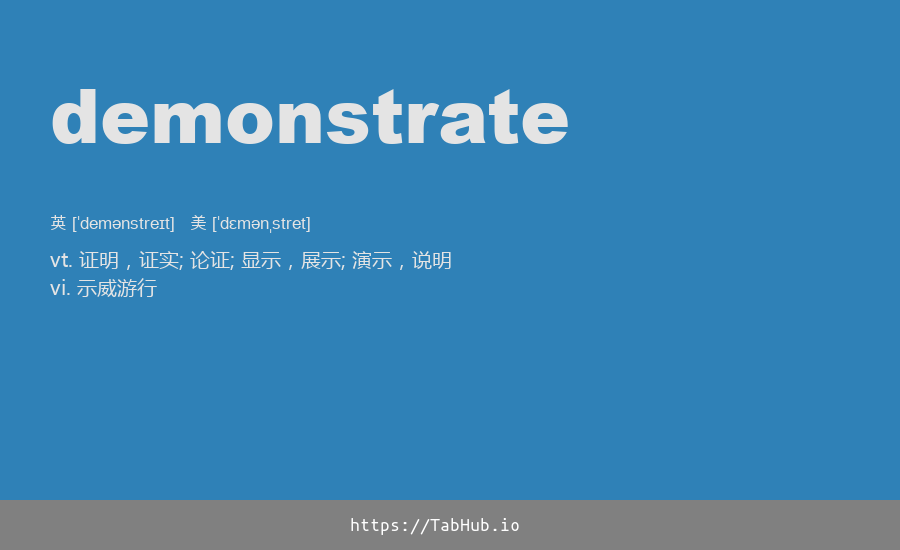 demonstrate
英 [ˈdemənstreɪt] 美 [ˈdɛmənˌstret]
vt. 证明，证实; 论证; 显示，展示; 演示，说明
vi. 示威游行
https://TabHub.io